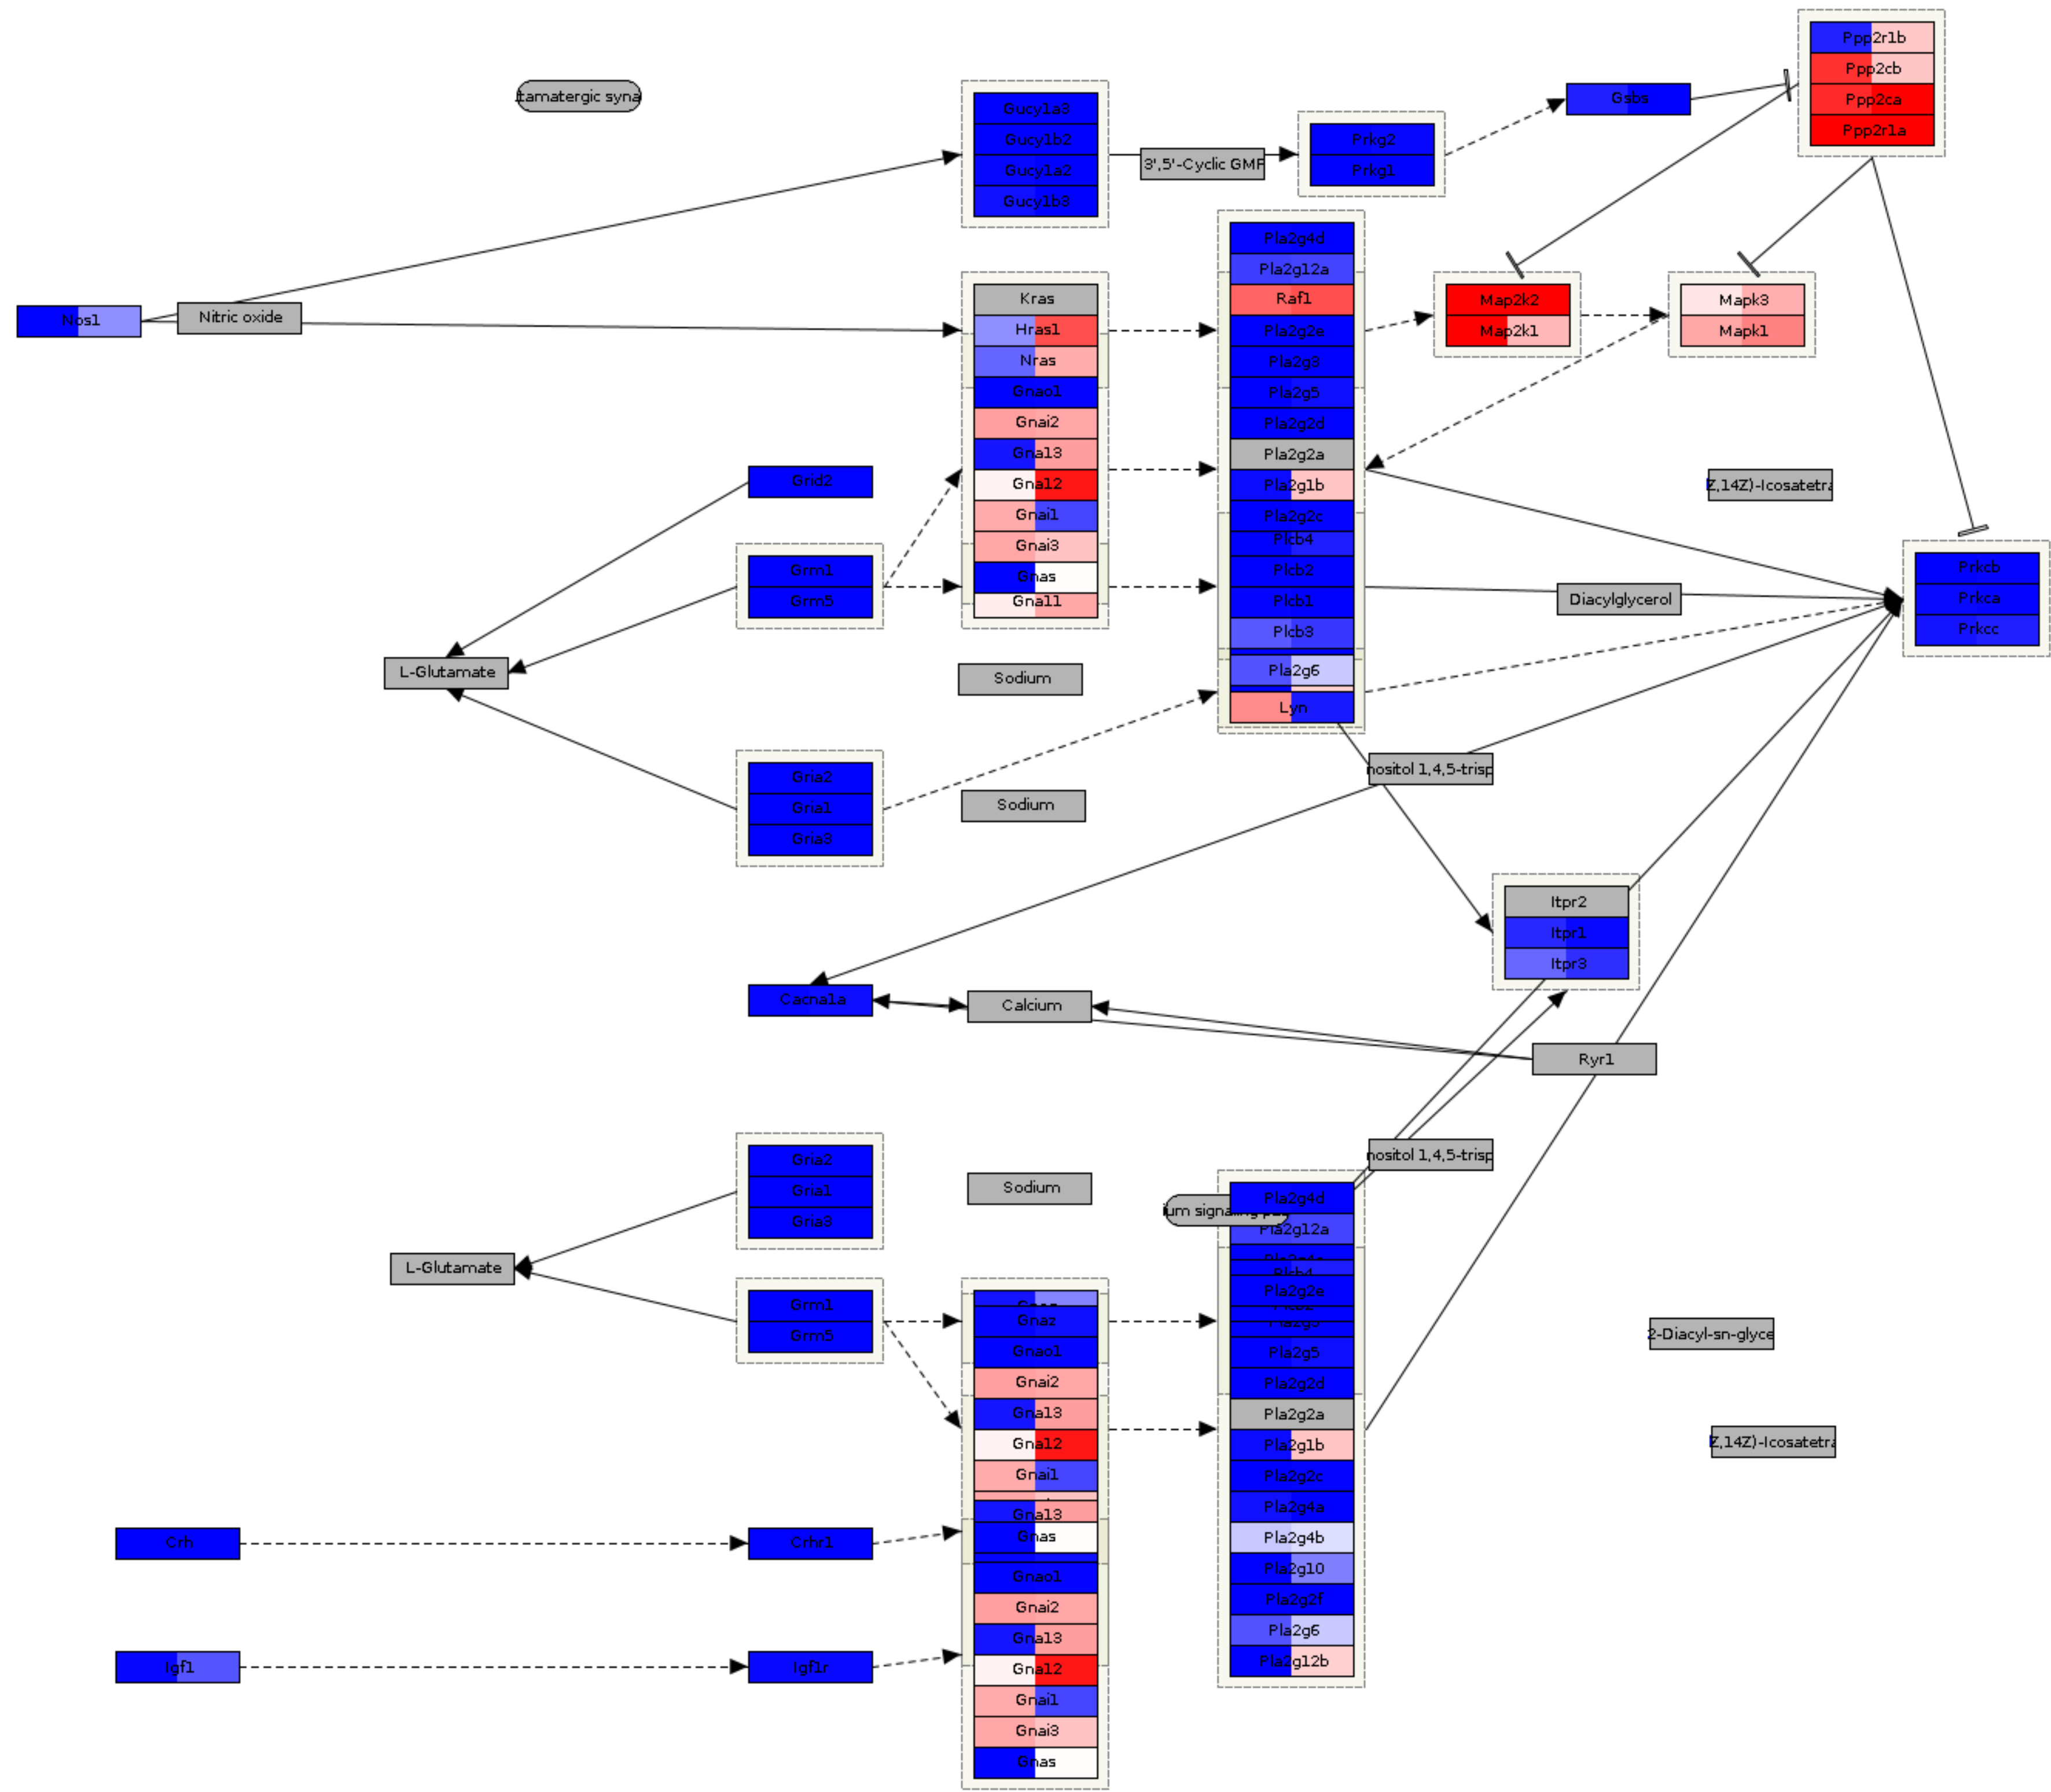 tamatergic syna
Gucy1a3
Gucy1b2
Gucy1a2
Gucy1b3
3',5'-Cyclic GMP
Prkg2
Prkg1
Gsbs
Ppp2r1b
Ppp2cb
Ppp2ca
Ppp2r1a
Nos1
Nitric oxide
Kras
Hras1
Nras
Gnao1
Gnai2
Gna13
Gna12
Gnai1
Gnai3
Gnas
Gna11
Pla2g4d
Pla2g12a
Raf1
Pla2g2e
Pla2g3
Pla2g5
Pla2g2d
Pla2g2a
Pla2g1b
Pla2g2c
Plcb4
Plcb2
Plcb1
Plcb3
Pla2g6
Lyn
Map2k2
Map2k1
Mapk3
Mapk1
Z,14Z)-Icosatetra
Prkcb
Prkca
Prkcc
Diacylglycerol
Grid2
Grm1
Grm5
L-Glutamate
Sodium
Gria2
Gria1
Gria3
Sodium
nositol 1,4,5-trisp
Itpr2
Itpr1
Itpr3
Cacna1a
Calcium
Ryr1
nositol 1,4,5-trisp
Gria2
Gria1
Gria3
Sodium
L-Glutamate
Grm1
Grm5
ium signaling
Pla2g4d
Pla2g12a
Plcb4
Pla2g2e
Pla2g5
Pla2g2d
Pla2g2a
Pla2g1b
Pla2g2c
Pla2g4a
Pla2g4b
Pla2g10
Pla2g2f
Pla2g6
Pla2g12b
Gnaz
Gnao1
Gnai2
Gna13
Gna12
Gnai1
Gna13
Gnas
Gnao1
Gnai2
Gna13
Gna12
Gnai1
Gnai3
Gnas
2-Diacyl-sn-glyce
Z,14Z)-Icosatetra
Crh
Crhr1
Igf1
Igf1r